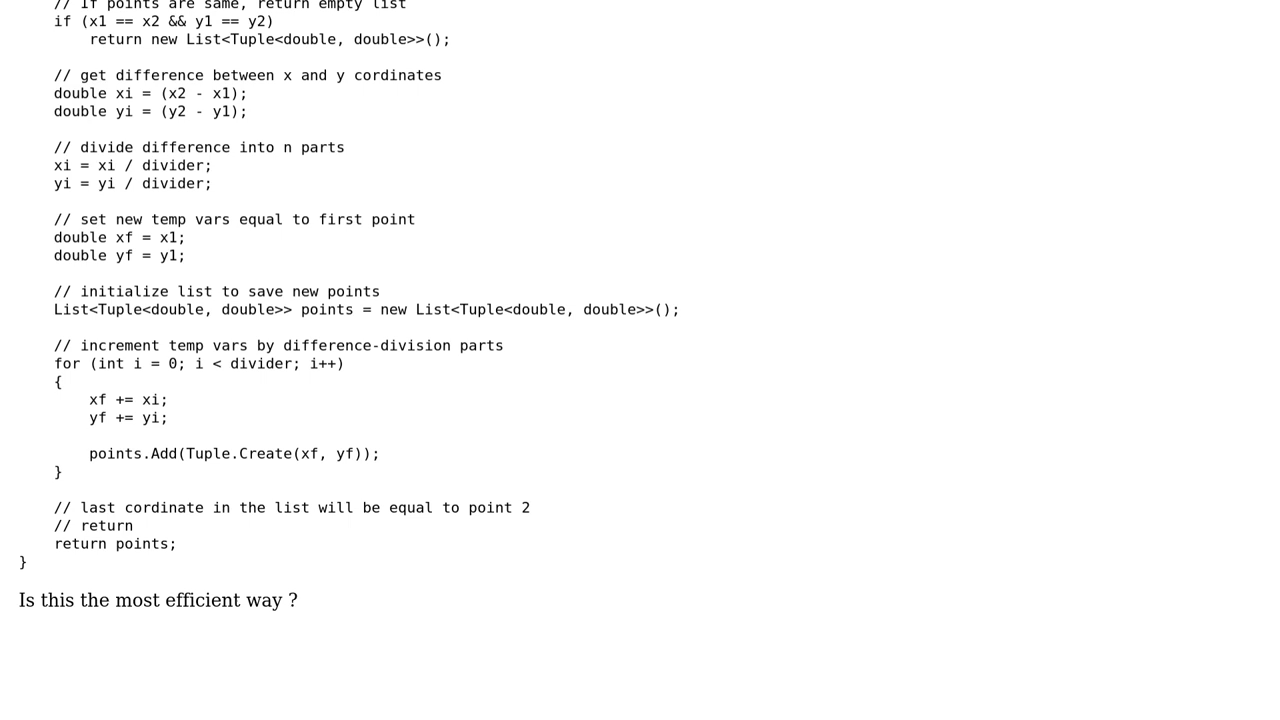 // If points are same, return empty list
if (x1 == x2 && y1 == y2)
return new List<Tuple<double, double>>();
// get difference between x and y cordinates
double xi = (x2 - x1);
double yi = (y2 - y1);
// divide difference into n parts
xi = xi / divider;
yi = yi / divider;
// set new temp vars equal to first point
double xf = x1;
double yf = y1;
// initialize list to save new points
List<Tuple<double, double>> points = new List<Tuple<double, double>>();
// increment temp vars by difference-division parts
for (int i = 0; i < divider; i++)
{
xf += xi;
yf += yi;
points.Add(Tuple.Create(xf, yf));
}
// last cordinate in the list will be equal to point 2
// return
return points;
}
Is this the most efficient way ?